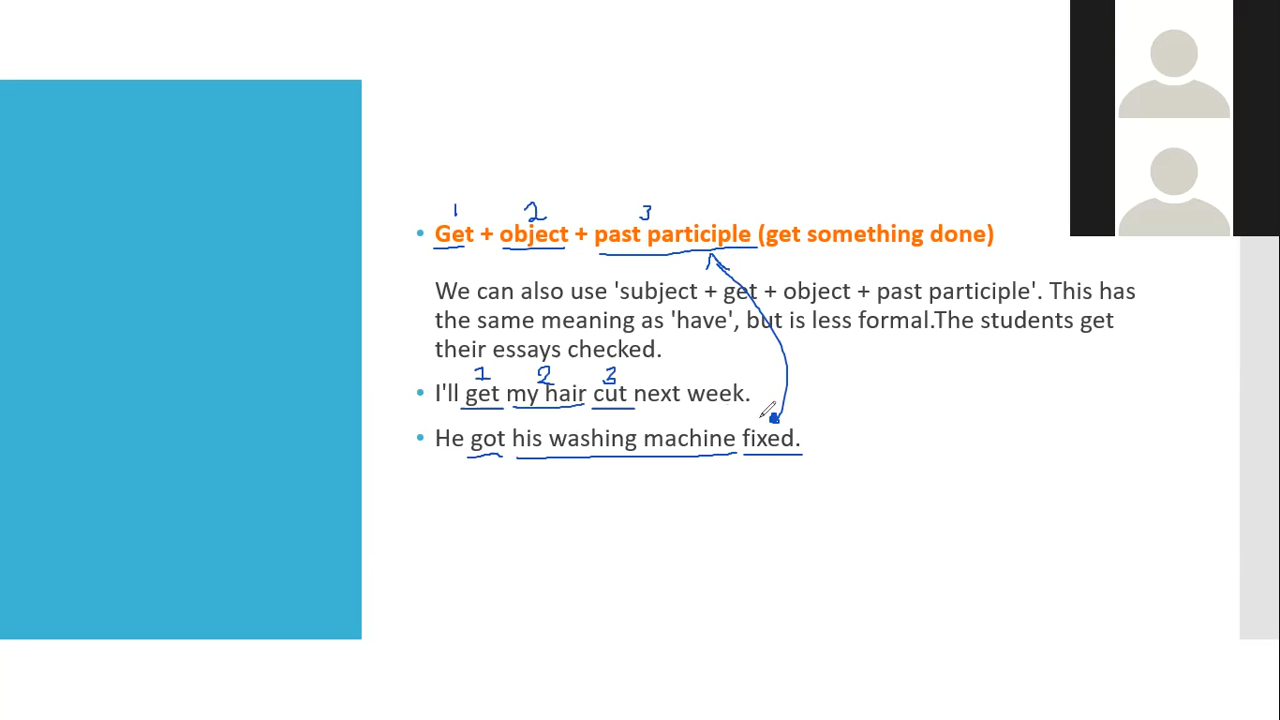 1 2 3
• Get + object + past participle (get something done)
We can also use 'subject + get + object + past participle'. This has
the same meaning as 'have', but is less formal.The students get
their essays checked.
1 2 3
• I'll get my hair cut next week.
• He got his washing machine fixed.